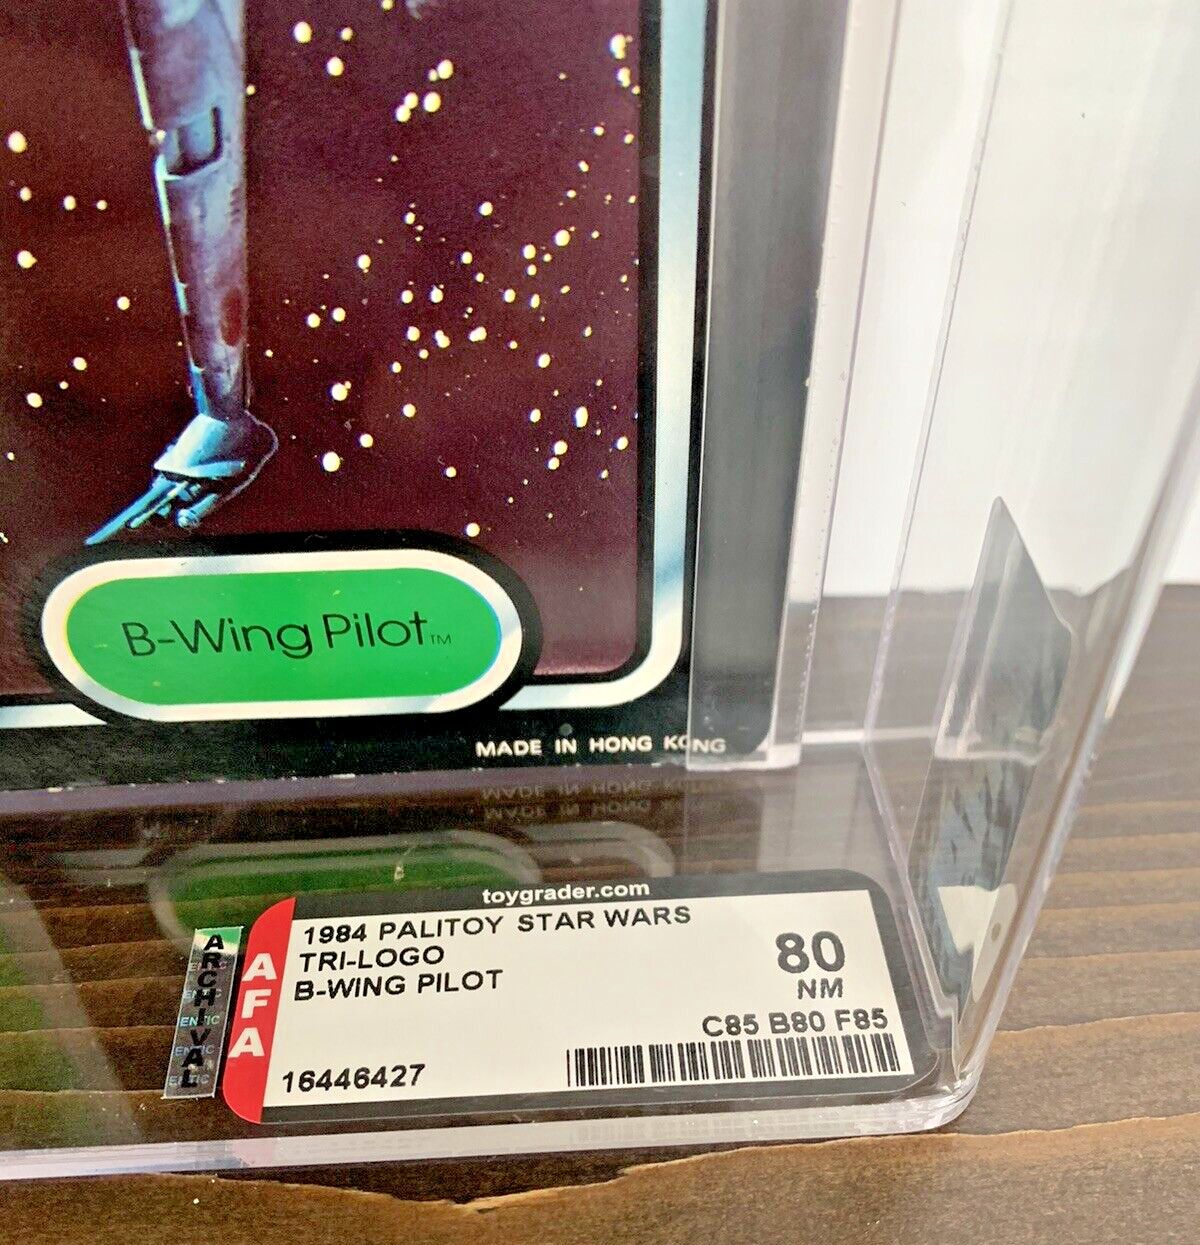 B-Wing Pilot™
MADE IN HONG KONG
toygrader.com
ARCHIVAL
AFA
1984 PALITOY STAR WARS
TRI-LOGO
B-WING PILOT
80
NM
C85 B80 F85
16446427